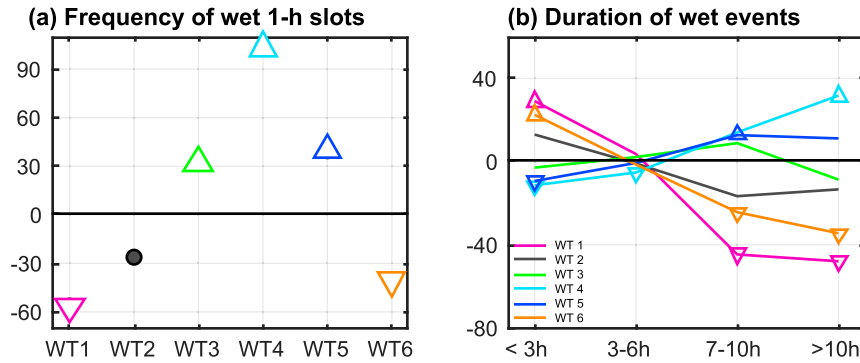 (a) Frequency of wet 1-h slots
90
60
30
0
-30
-60
WT1 WT2 WT3 WT4 WT5 WT6
(b) Duration of wet events
40
0
-40
-80
WT 1
WT 2
WT 3
WT 4
WT 5
WT 6
< 3h 3-6h 7-10h >10h